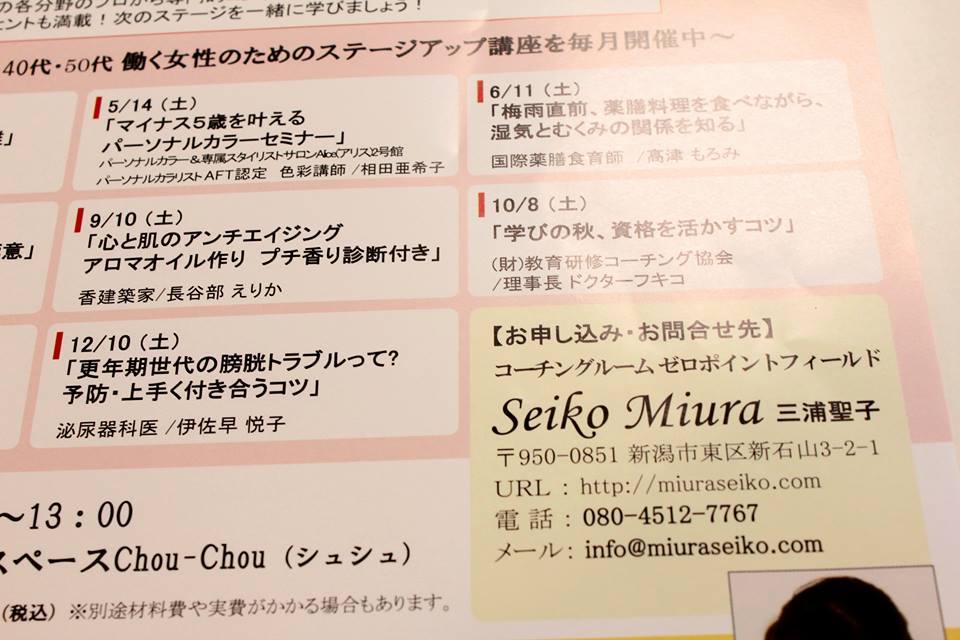 の各分野のプロから専門的
ヒントも満載！次のステージを一緒に学びましょう！
40代・50代 働く女性のためのステージアップ講座を毎月開催中～
5/14（土）
「マイナス5歳を叶える
パーソナルカラーセミナー」
パーソナルカラー＆専属スタイリストサロンAlice(アリス)2号館
パーソナルカラリストAFT認定 色彩講師 /相田亜希子
6/11（土）
「梅雨直前、薬膳料理を食べながら、
湿気とむくみの関係を知る」
国際薬膳食育師 /高津 もろみ
意」
9/10（土）
「心と肌のアンチエイジング
アロマオイル作り プチ香り診断付き」
香建築家/長谷部 えりか
10/8（土）
「学びの秋、資格を活かすコツ」
(財)教育研修コーチング協会
/理事長 ドクターフキコ
12/10（土）
「更年期世代の膀胱トラブルって?
予防・上手く付き合うコツ」
泌尿器科医 /伊佐早 悦子
【お申し込み・お問合せ先】
コーチングルーム ゼロポイントフィールド
Seiko Miura 三浦聖子
〒950-0851 新潟市東区新石山3-2-1
URL : http://miuraseiko.com
電話 : 080-4512-7767
メール: info@miuraseiko.com
～13：00
スペースChou-Chou（シュシュ）
（税込）※別途材料費や実費がかかる場合もあります。